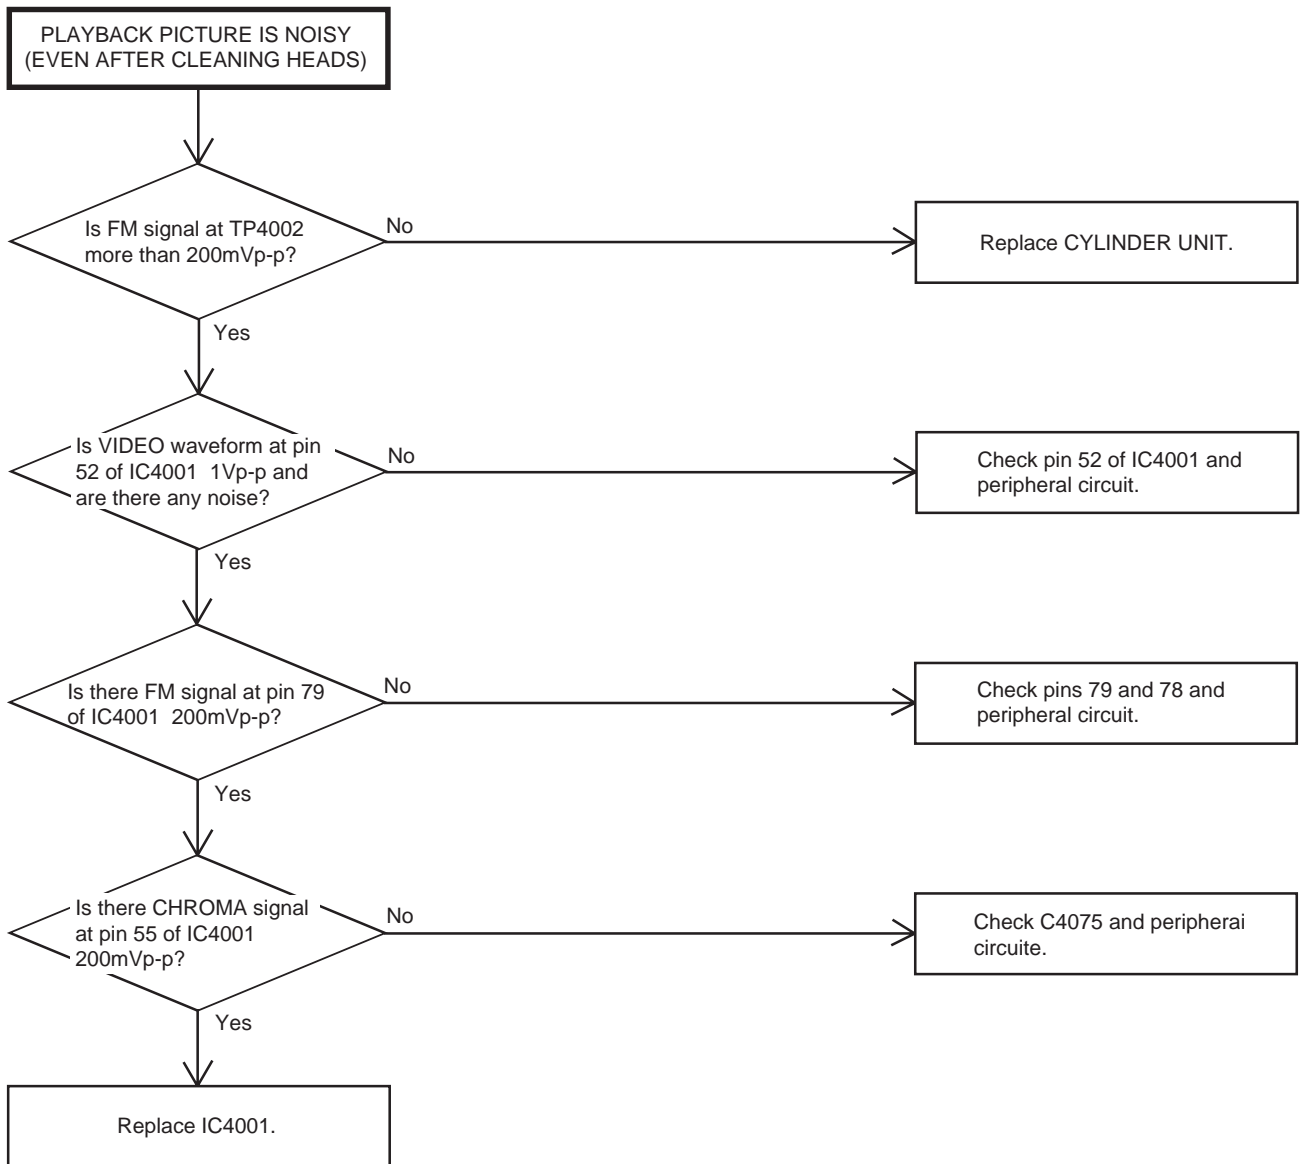 PLAYBACK PICTURE IS NOISY
(EVEN AFTER CLEANING HEADS)
Is FM signal at TP4002
more than 200mVp-p?
No
Replace CYLINDER UNIT.
Yes
Is VIDEO waveform at pin
52 of IC4001  1Vp-p and
are there any noise?
No
Check pin 52 of IC4001 and
peripheral circuit.
Yes
Is there FM signal at pin 79
of IC4001  200mVp-p?
No
Check pins 79 and 78 and
peripheral circuit.
Yes
Is there CHROMA signal
at pin 55 of IC4001
200mVp-p?
No
Check C4075 and peripherai
circuite.
Yes
Replace IC4001.